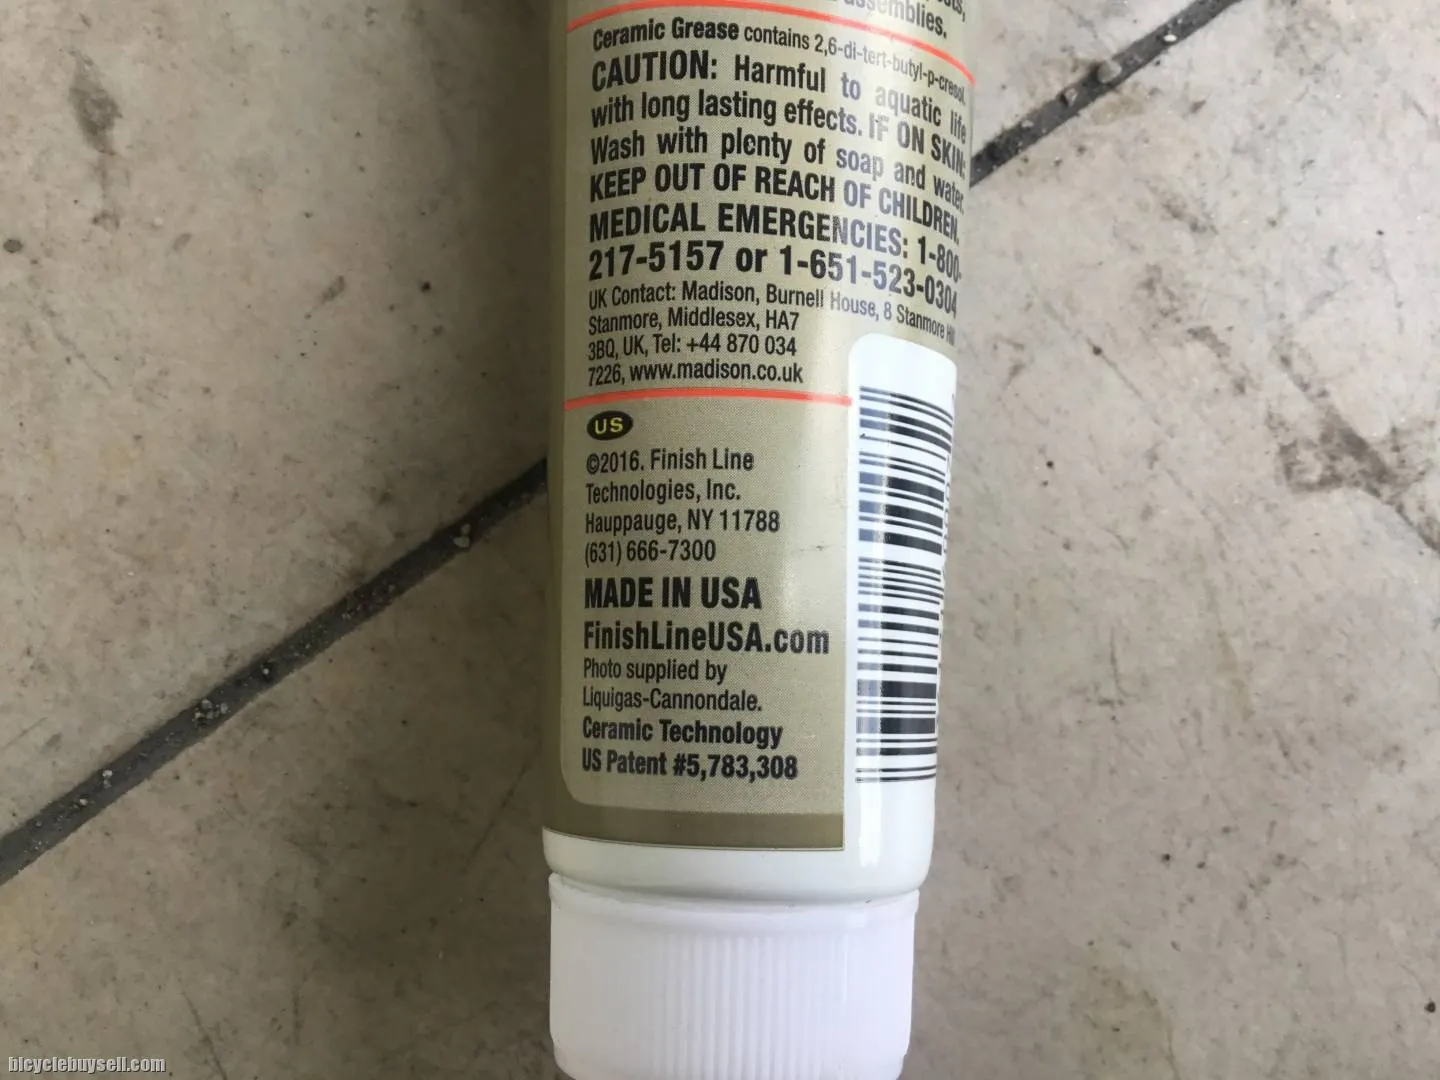 assemblies.
Ceramic Grease contains 2,6-di-tert-butyl-p-cresol.
CAUTION: Harmful to aquatic life
with long lasting effects. IF ON SKIN:
Wash with plenty of soap and water.
KEEP OUT OF REACH OF CHILDREN.
MEDICAL EMERGENCIES: 1-800-
217-5157 or 1-651-523-0304
UK Contact: Madison, Burnell House, 8 Stanmore Hill
Stanmore, Middlesex, HA7
3BQ, UK, Tel: +44 870 034
7226, www.madison.co.uk
US
©2016. Finish Line
Technologies, Inc.
Hauppauge, NY 11788
(631) 666-7300
MADE IN USA
FinishLineUSA.com
Photo supplied by
Liquigas-Cannondale.
Ceramic Technology
US Patent #5,783,308
bicyclebuysell.com